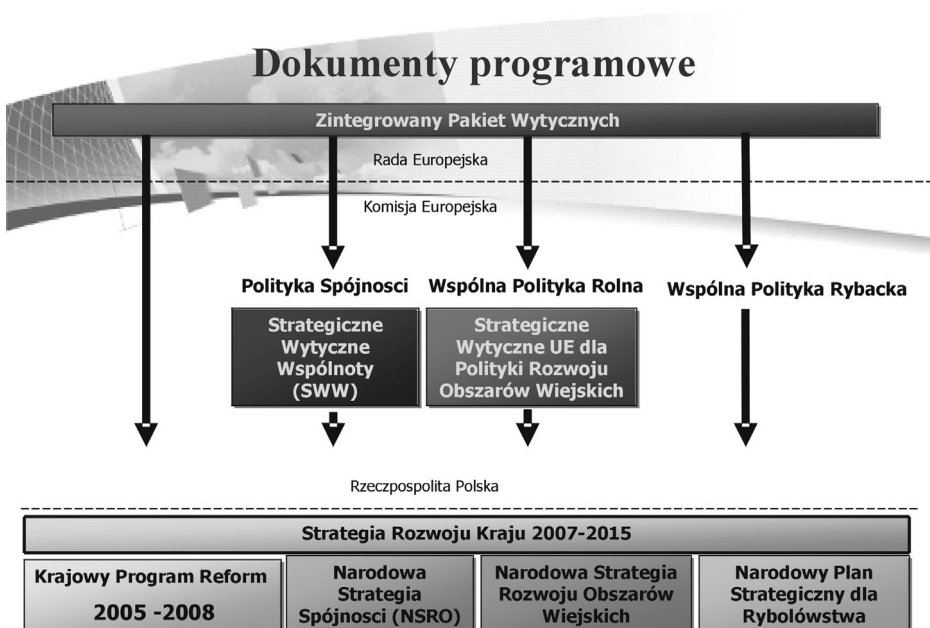 Dokumenty programowe
Zintegrowany Pakiet Wytycznych
Rada Europejska
Komisja Europejska
Polityka Spójnosci
Wspólna Polityka Rolna
Wspólna Polityka Rybacka
Strategiczne
Wytyczne
Wspólnoty
(SWW)
Strategiczne
Wytyczne UE dla
Polityki Rozwoju
Obszarów Wiejskich
Rzeczpospolita Polska
Strategia Rozwoju Kraju 2007-2015
Krajowy Program Reform
2005 -2008
Narodowa
Strategia
Spójnosci (NSRO)
Narodowa Strategia
Rozwoju Obszarów
Wiejskich
Narodowy Plan
Strategiczny dla
Rybolówstwa